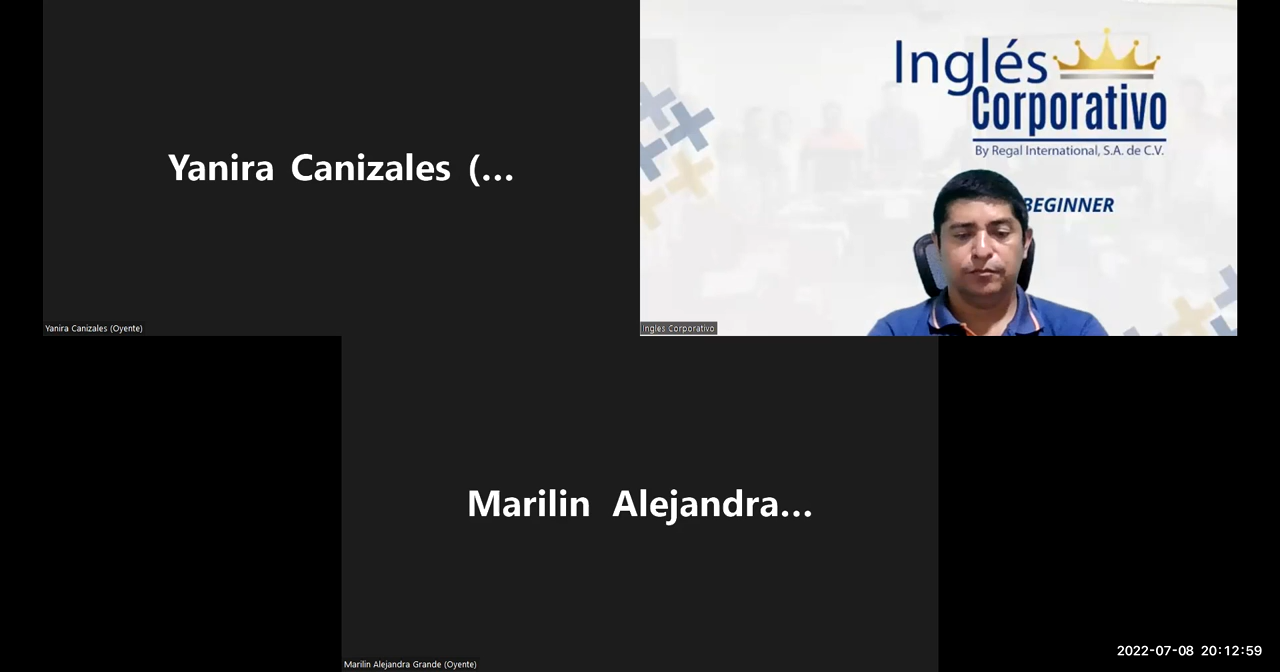 Yanira Canizales (...
Yanira Canizales (Oyente)
Inglés
Corporativo
By Regal International, S.A. de C.V.
BEGINNER
Ingles Corporativo
Marilin Alejandra...
Marilin Alejandra Grande (Oyente)
2022-07-08 20:12:59